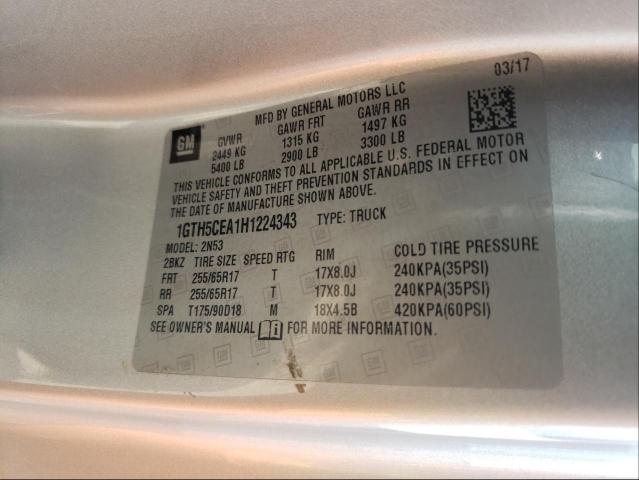 03/17
MFD BY GENERAL MOTORS LLC
GM
GVWR GAWR FRT GAWR RR
2449 KG 1315 KG 1497 KG
5400 LB 2900 LB 3300 LB
THIS VEHICLE CONFORMS TO ALL APPLICABLE U.S. FEDERAL MOTOR
VEHICLE SAFETY AND THEFT PREVENTION STANDARDS IN EFFECT ON
THE DATE OF MANUFACTURE SHOWN ABOVE.
1GTH5CEA1H1224343 TYPE: TRUCK
MODEL: 2N53
2BKZ TIRE SIZE SPEED RTG RIM COLD TIRE PRESSURE
FRT 255/65R17 T 17X8.0J 240KPA(35PSI)
RR 255/65R17 T 17X8.0J 240KPA(35PSI)
SPA T175/90D18 M 18X4.5B 420KPA(60PSI)
SEE OWNER'S MANUAL FOR MORE INFORMATION.